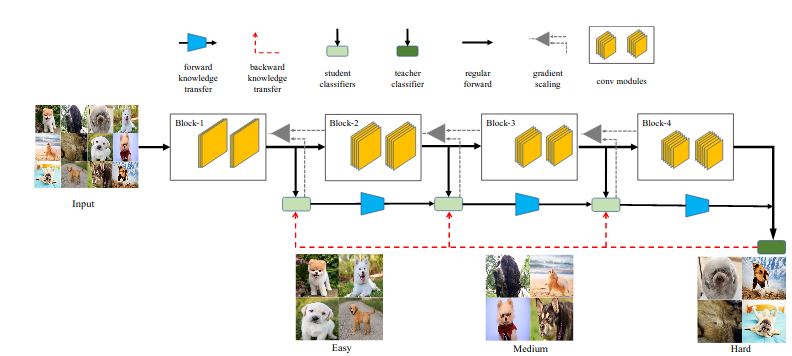 forward
knowledge
transfer
backward
knowledge
transfer
student
classifiers
teacher
classifier
regular
forward
gradient
scaling
conv modules
Block-1
Block-2
Block-3
Block-4
Input
Easy
Medium
Hard